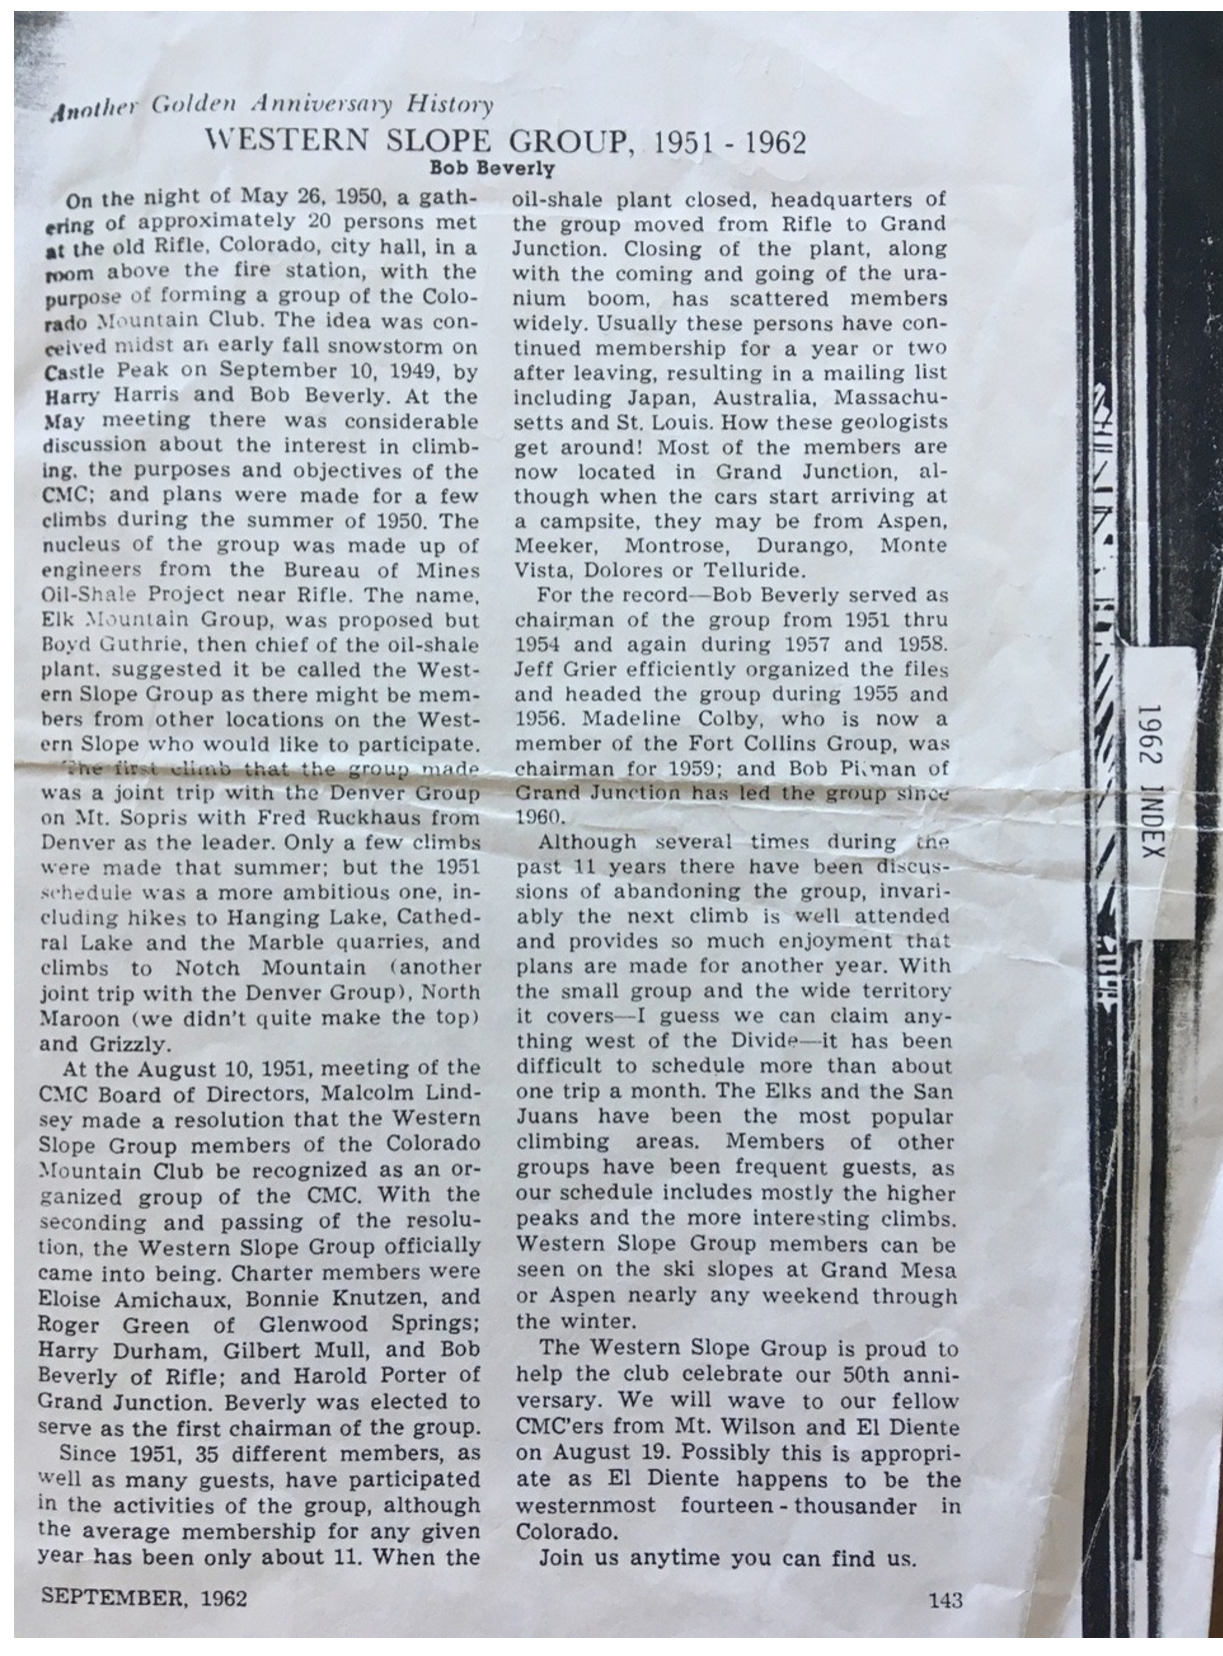 Another Golden Anniversary History
WESTERN SLOPE GROUP, 1951 - 1962
Bob Beverly
On the night of May 26, 1950, a gath-
ering of approximately 20 persons met
at the old Rifle, Colorado, city hall, in a
room above the fire station, with the
purpose of forming a group of the Colo-
rado Mountain Club. The idea was con-
ceived midst an early fall snowstorm on
Castle Peak on September 10, 1949, by
Harry Harris and Bob Beverly. At the
May meeting there was considerable
discussion about the interest in climb-
ing, the purposes and objectives of the
CMC; and plans were made for a few
climbs during the summer of 1950. The
nucleus of the group was made up of
engineers from the Bureau of Mines
Oil-Shale Project near Rifle. The name,
Elk Mountain Group, was proposed but
Boyd Guthrie, then chief of the oil-shale
plant, suggested it be called the West-
ern Slope Group as there might be mem-
bers from other locations on the West-
ern Slope who would like to participate.
The first climb that the group made
was a joint trip with the Denver Group
on Mt. Sopris with Fred Ruckhaus from
Denver as the leader. Only a few climbs
were made that summer; but the 1951
schedule was a more ambitious one, in-
cluding hikes to Hanging Lake, Cathed-
ral Lake and the Marble quarries, and
climbs to Notch Mountain (another
joint trip with the Denver Group), North
Maroon (we didn't quite make the top)
and Grizzly.
At the August 10, 1951, meeting of the
CMC Board of Directors, Malcolm Lind-
sey made a resolution that the Western
Slope Group members of the Colorado
Mountain Club be recognized as an or-
ganized group of the CMC. With the
seconding and passing of the resolu-
tion, the Western Slope Group officially
came into being. Charter members were
Eloise Amichaux, Bonnie Knutzen, and
Roger Green of Glenwood Springs;
Harry Durham, Gilbert Mull, and Bob
Beverly of Rifle; and Harold Porter of
Grand Junction. Beverly was elected to
serve as the first chairman of the group.
Since 1951, 35 different members, as
well as many guests, have participated
in the activities of the group, although
the average membership for any given
year has been only about 11. When the
oil-shale plant closed, headquarters of
the group moved from Rifle to Grand
Junction. Closing of the plant, along
with the coming and going of the ura-
nium boom, has scattered members
widely. Usually these persons have con-
tinued membership for a year or two
after leaving, resulting in a mailing list
including Japan, Australia, Massachu-
setts and St. Louis. How these geologists
get around! Most of the members are
now located in Grand Junction, al-
though when the cars start arriving at
a campsite, they may be from Aspen,
Meeker, Montrose, Durango, Monte
Vista, Dolores or Telluride.
For the record—Bob Beverly served as
chairman of the group from 1951 thru
1954 and again during 1957 and 1958.
Jeff Grier efficiently organized the files
and headed the group during 1955 and
1956. Madeline Colby, who is now a
member of the Fort Collins Group, was
chairman for 1959; and Bob of
Grand Junction has led the group since
1960.
Although several times during the
past 11 years there have been discus-
sions of abandoning the group, invari-
ably the next climb is well attended
and provides so much enjoyment that
plans are made for another year. With
the small group and the wide territory
it covers—I guess we can claim any-
thing west of the Divide—it has been
difficult to schedule more than about
one trip a month. The Elks and the San
Juans have been the most popular
climbing areas. Members of other
groups have been frequent guests, as
our schedule includes mostly the higher
peaks and the more interesting climbs.
Western Slope Group members can be
seen on the ski slopes at Grand Mesa
or Aspen nearly any weekend through
the winter.
The Western Slope Group is proud to
help the club celebrate our 50th anni-
versary. We will wave to our fellow
CMC'ers from Mt. Wilson and El Diente
on August 19. Possibly this is appropri-
ate as El Diente happens to be the
westernmost fourteen - thousander in
Colorado.
Join us anytime you can find us.
SEPTEMBER, 1962
143
1962 INDEX